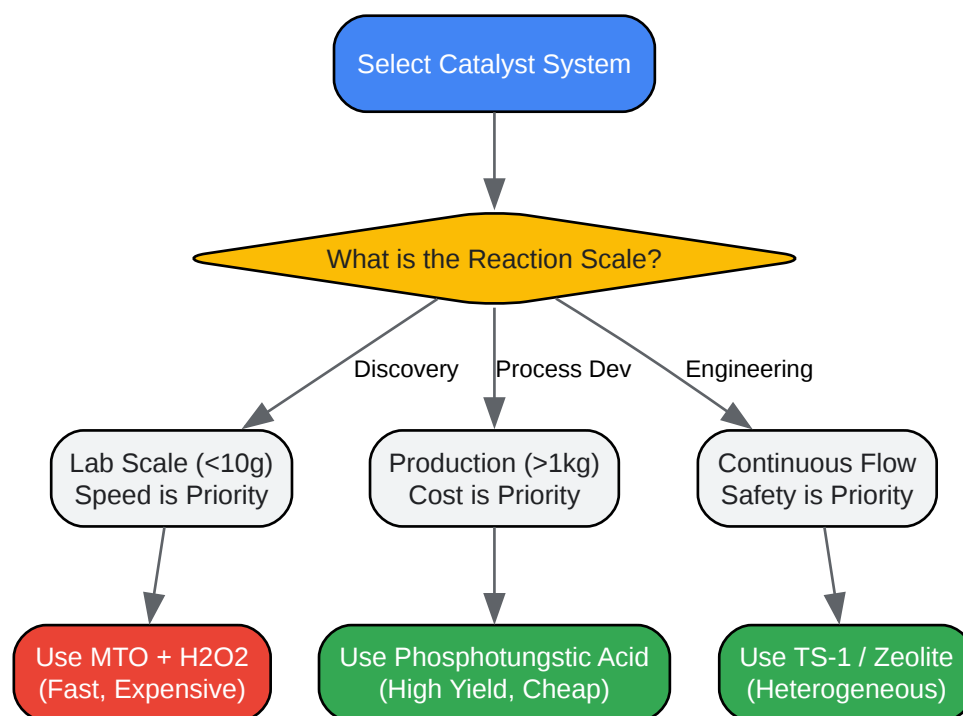 Select Catalyst System
What is the Reaction Scale?
Discovery
Process Dev
Engineering
Lab Scale (<10g)
Speed is Priority
Production (>1kg)
Cost is Priority
Continuous Flow
Safety is Priority
Use MTO + H2O2
(Fast, Expensive)
Use Phosphotungstic Acid
(High Yield, Cheap)
Use TS-1 / Zeolite
(Heterogeneous)